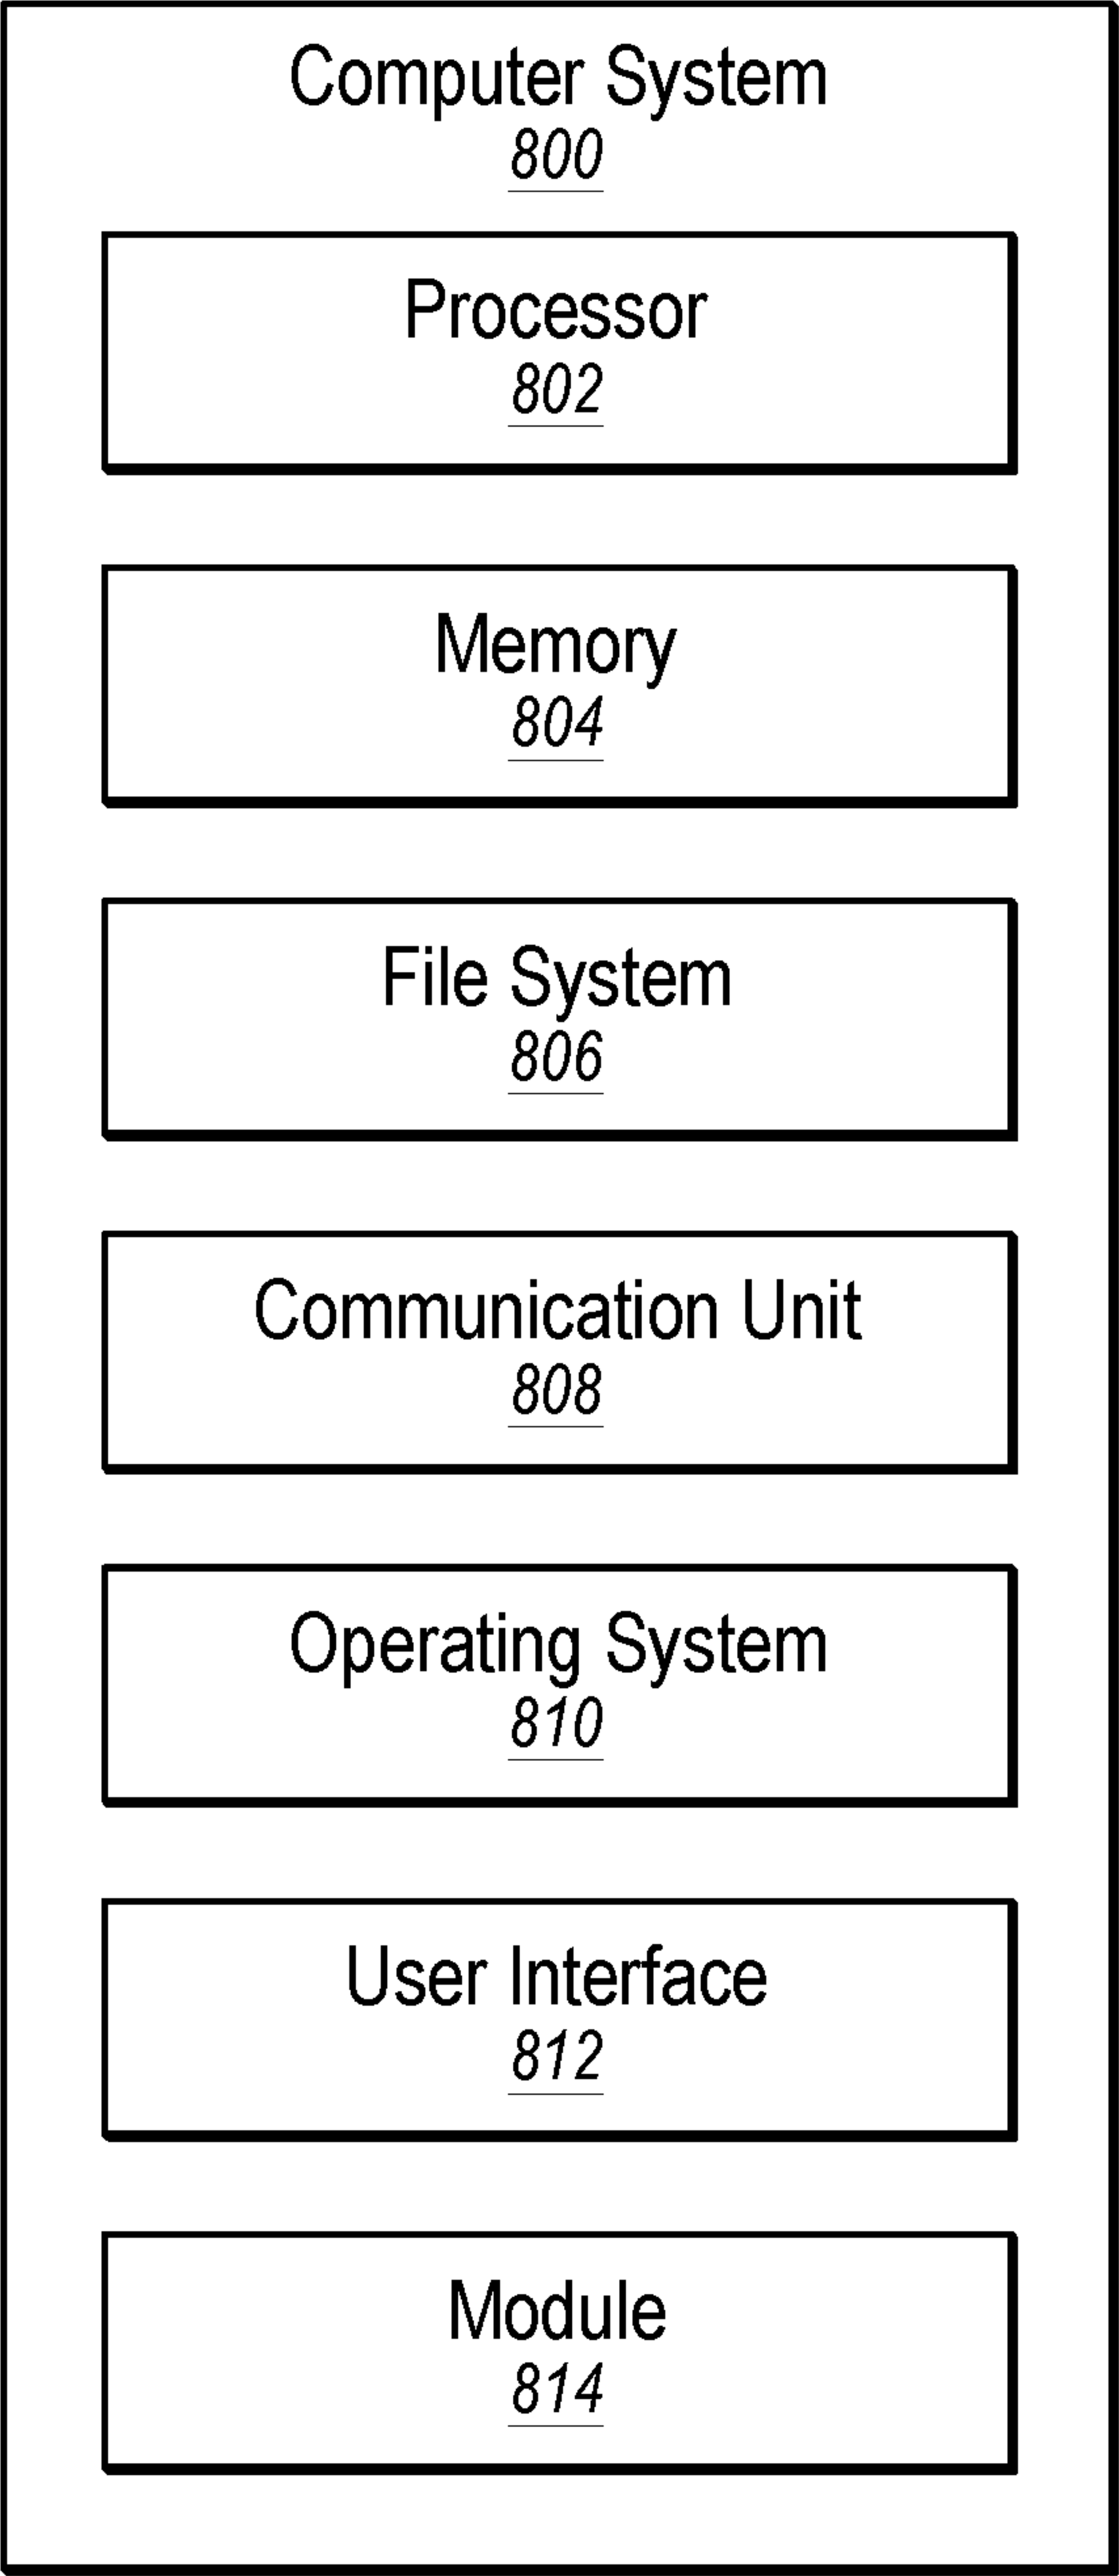 Computer System
800
Processor
802
Memory
804
File System
806
Communication Unit
808
Operating System
810
User Interface
812
Module
814